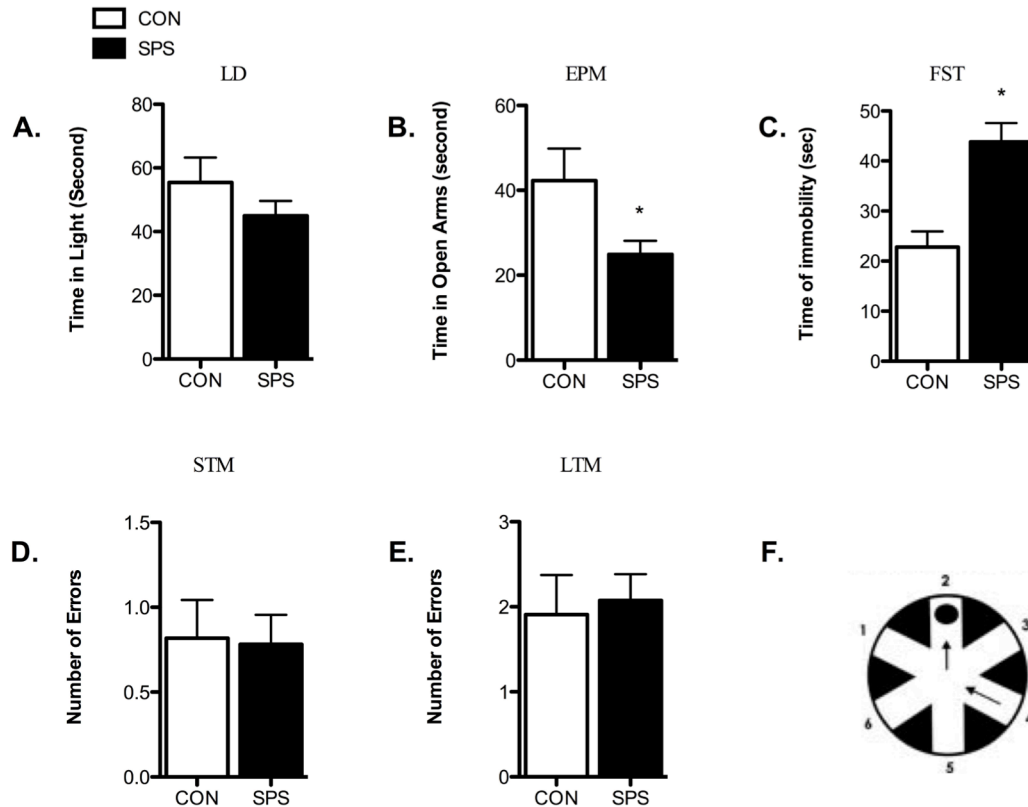 CON
SPS
LD
A.
Time in Light (Second)
80
60
40
20
0
CON SPS
EPM
B.
Time in Open Arms (second)
60
40
20
0
CON SPS
*
FST
C.
Time of immobility (sec)
50
40
30
20
10
0
CON SPS
*
STM
D.
Number of Errors
1.5
1.0
0.5
0.0
CON SPS
LTM
E.
Number of Errors
3
2
1
0
CON SPS
F.
2
1
3
6
4
5